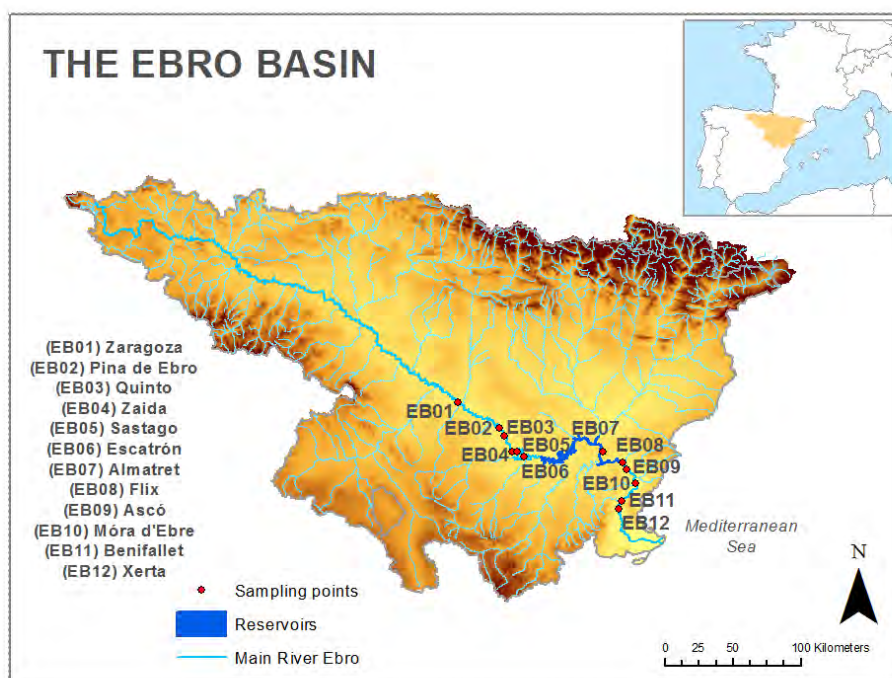 THE EBRO BASIN
(EB01) Zaragoza
(EB02) Pina de Ebro
(EB03) Quinto
(EB04) Zaida
(EB05) Sastago
(EB06) Escatrón
(EB07) Almatret
(EB08) Flix
(EB09) Ascó
(EB10) Móra d'Ebre
(EB11) Benifallet
(EB12) Xerta
EB01
EB02
EB03
EB04
EB05
EB06
EB07
EB08
EB09
EB10
EB11
EB12
Mediterranean
Sea
N
Sampling points
Reservoirs
Main River Ebro
0 25 50 100 Kilometers